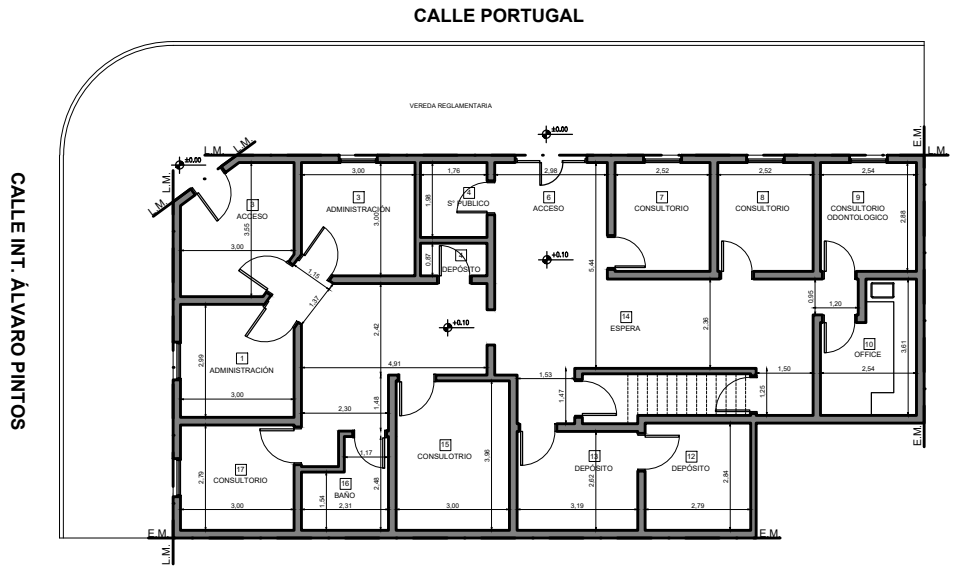 CALLE PORTUGAL
VEREDA REGLAMENTARIA
CALLE INT. ÁLVARO PINTOS
±0.00
±0.00
L.M.
L.M.
L.M.
L.M.
L.M.
E.M.
3
ACCESO
3,55
3,00
3,00
3
ADMINISTRACIÓN
3,00
1,76
4
S° PUBLICO
1,98
4
DEPÓSITO
0,87
2,98
6
ACCESO
+0.10
5,44
2,52
7
CONSULTORIO
2,52
8
CONSULTORIO
2,54
9
CONSULTORIO
ODONTOLOGICO
2,88
1,15
1,37
2,42
+0.10
4,91
14
ESPERA
2,36
0,95
1,20
10
OFFICE
3,61
2,54
2,99
1
ADMINISTRACIÓN
3,00
2,30
1,48
1,53
1,47
1,25
1,50
17
CONSULTORIO
2,79
3,00
1,17
16
BAÑO
1,54
2,48
2,31
15
CONSULOTRIO
3,96
3,00
13
DEPÓSITO
2,62
3,19
12
DEPÓSITO
2,84
2,79
E.M.
E.M.
E.M.
L.M.